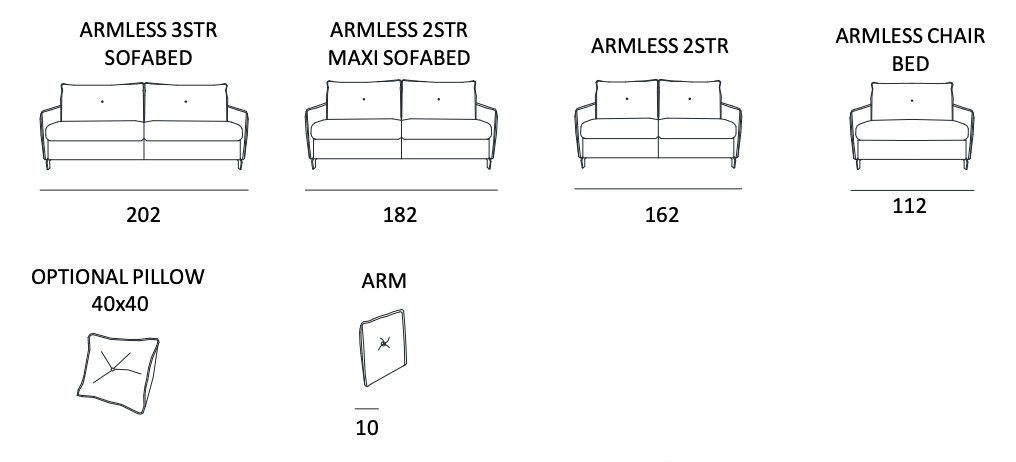 ARMLESS 3STR
SOFABED
202
ARMLESS 2STR
MAXI SOFABED
182
ARMLESS 2STR
162
ARMLESS CHAIR
BED
112
OPTIONAL PILLOW
40x40
ARM
10